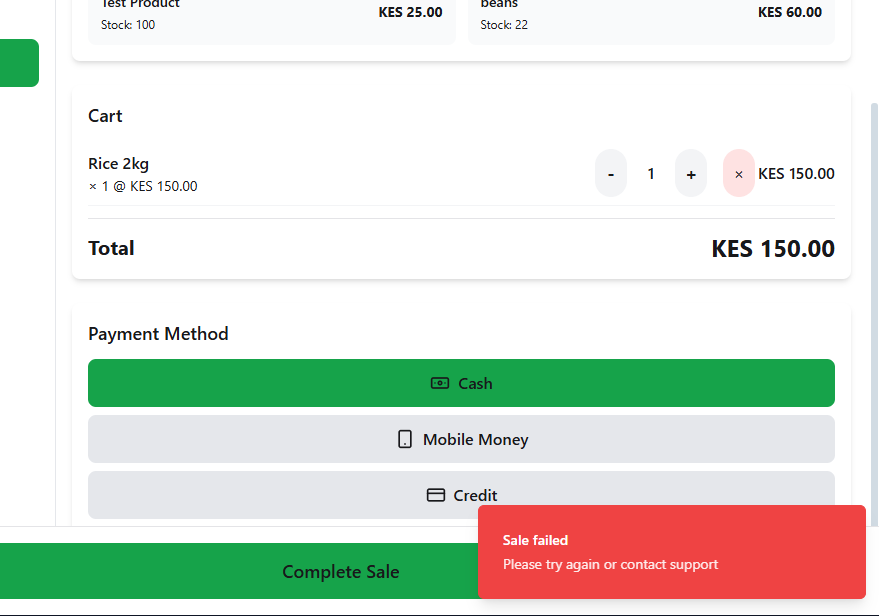 Test Product
KES 25.00
Stock: 100
beans
KES 60.00
Stock: 22
Cart
Rice 2kg
× 1 @ KES 150.00
- 1 + × KES 150.00
Total
KES 150.00
Payment Method
Cash
Mobile Money
Credit
Sale failed
Please try again or contact support
Complete Sale